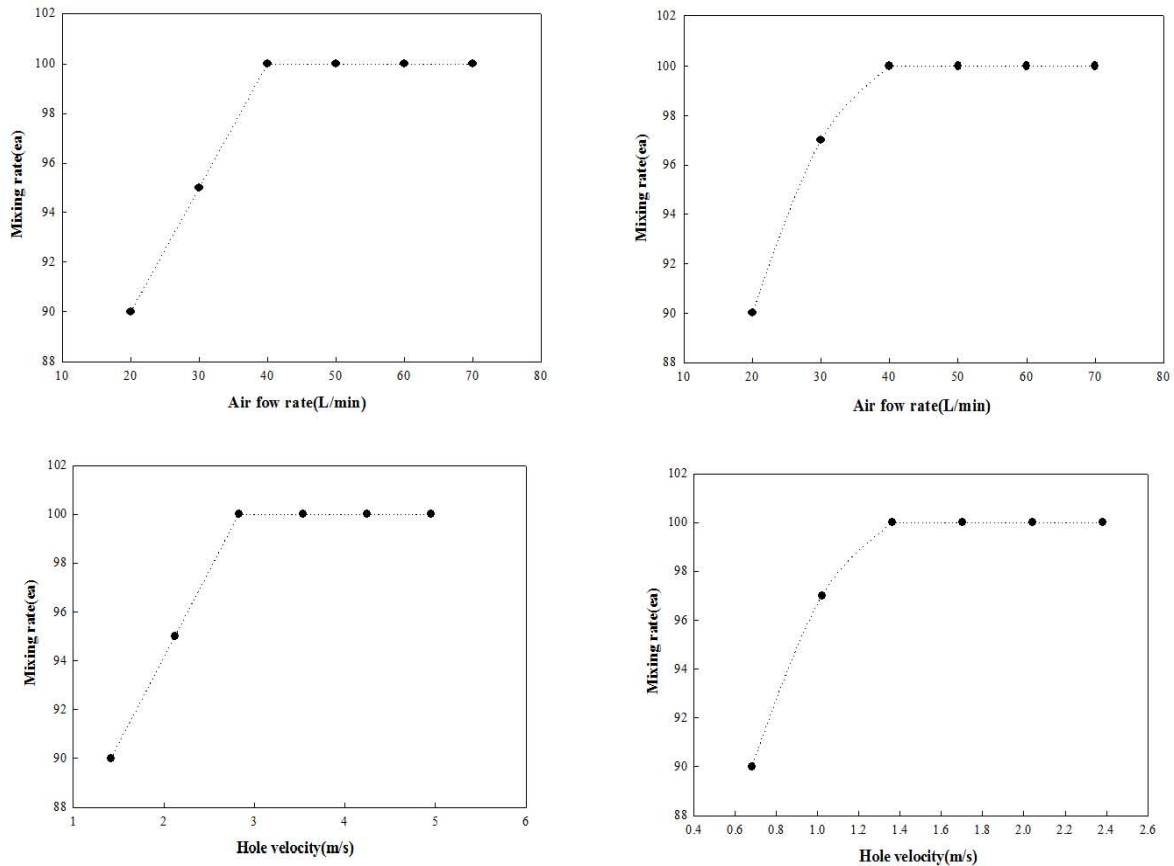 102
100
98
96
94
92
90
88
Mixing rate(ea)
10 20 30 40 50 60 70 80
Air fow rate(L/min)
102
100
98
96
94
92
90
88
Mixing rate(ea)
10 20 30 40 50 60 70 80
Air fow rate(L/min)
102
100
98
96
94
92
90
88
Mixing rate(ea)
1 2 3 4 5 6
Hole velocity(m/s)
102
100
98
96
94
92
90
88
Mixing rate(ea)
0.4 0.6 0.8 1.0 1.2 1.4 1.6 1.8 2.0 2.2 2.4 2.6
Hole velocity(m/s)